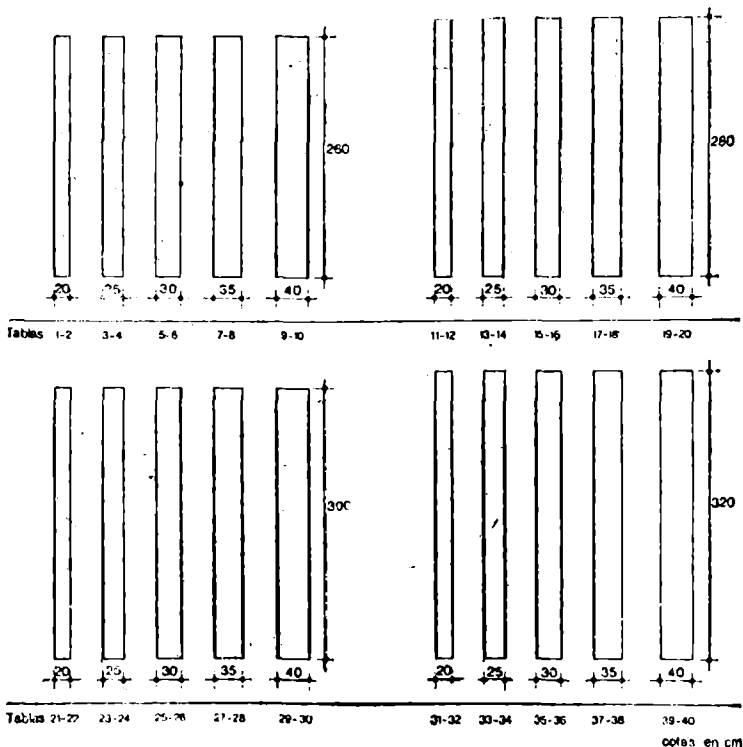 260
280
20 25 30 35 40 20 25 30 35 40
Tablas 1-2 3-4 5-6 7-8 9-10 11-12 13-14 15-16 17-18 19-20
300
320
20 25 30 35 40 20 25 30 35 40
Tablas 21-22 23-24 25-26 27-28 29-30 31-32 33-34 35-36 37-38 39-40
cotas en cm